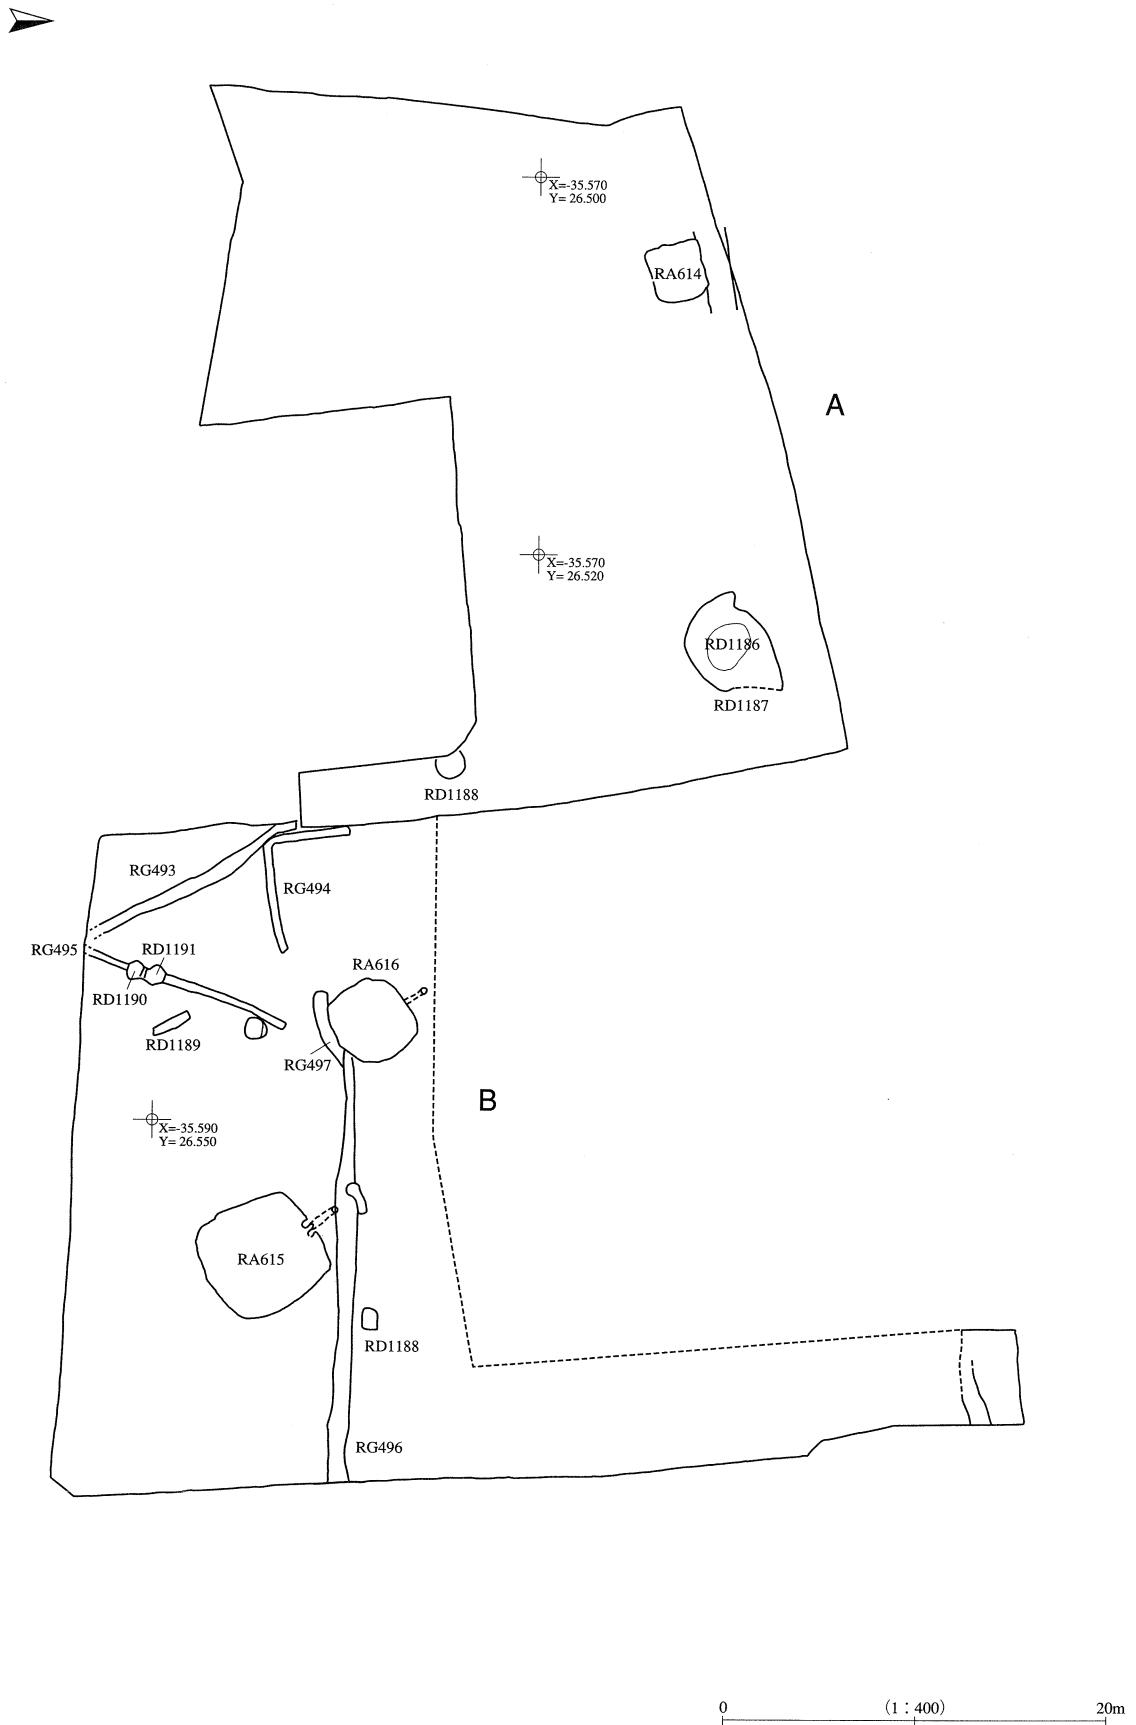 X=-35.570
Y= 26.500
RA614
A
X=-35.570
Y= 26.520
RD1186
RD1187
RD1188
RG493
RG494
RG495
RD1191
RA616
RD1190
RD1189
RG497
B
X=-35.590
Y= 26.550
RA615
RD1188
RG496
0 (1：400) 20m